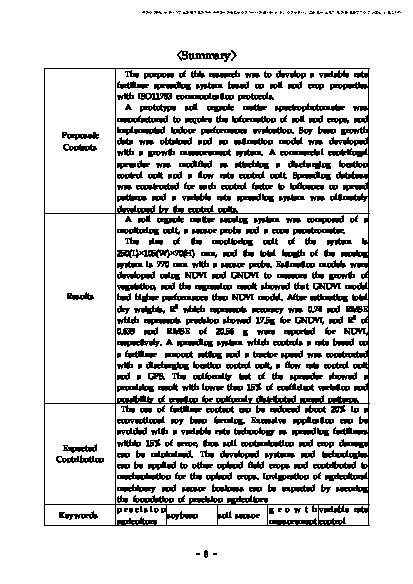 〈Summary〉
The purpose of this research was to develop a variable rate
fertilizer spreading system based on soil and crop properties
with ISO11783 communication protocols.
A prototype soil organic matter spectrophotometer was
manufactured to acquire the information of soil and crops, and
implemented indoor performance evaluation. Soy bean growth
data was obtained and an estimation model was developed
with a growth measurement system. A commercial centrifugal
spreader was modified as attaching a discharging location
control unit and a flow rate control unit. Spreading database
was constructed for each control factor to influence on spread
patterns and a variable rate spreading system was ultimately
developed by the control units.
Purpose&
Contents
A soil organic matter sensing system was composed of a
monitoring unit, a sensor probe and a cone penetrometer.
The size of the monitoring unit of the system is
250(L)×105(W)×70(H) mm, and the total length of the sensing
system is 770 mm with a sensor probe. Estimation models were
developed using NDVI and GNDVI to measure the growth of
vegetation, and the regression result showed that GNDVI model
had higher performance than NDVI model. After estimating total
dry weights, R² which represents accuracy was 0.74 and RMSE
which represents precision showed 17.5g for GNDVI, and R² of
0.639 and RMSE of 20.56 g were reported for NDVI,
respectively. A spreading system which controls a rate based on
a fertilizer amount setting and a tractor speed was constructed
with a discharging location control unit, a flow rate control unit
and a GPS. The uniformity test of the spreader showed a
promising result with lower than 15% of coefficient variation and
possibility of creation for uniformly distributed spread patterns.
Results
The use of fertilizer content can be reduced about 20% in a
conventional soy bean farming. Excessive application can be
avoided with a variable rate technology as spreading fertilizers
within 15% of error, thus soil contamination and crop damage
can be minimized. The developed systems and technologies
can be applied to other upland field crops and contributed to
mechanization for the upland crops. Invigoration of agricultural
machinery and sensor business can be expected by securing
the foundation of precision agriculture
Expected
Contribution
Keywords
precision
agriculture
soybean
soil sensor
growth
measurement
variable rate
control
- 8 -